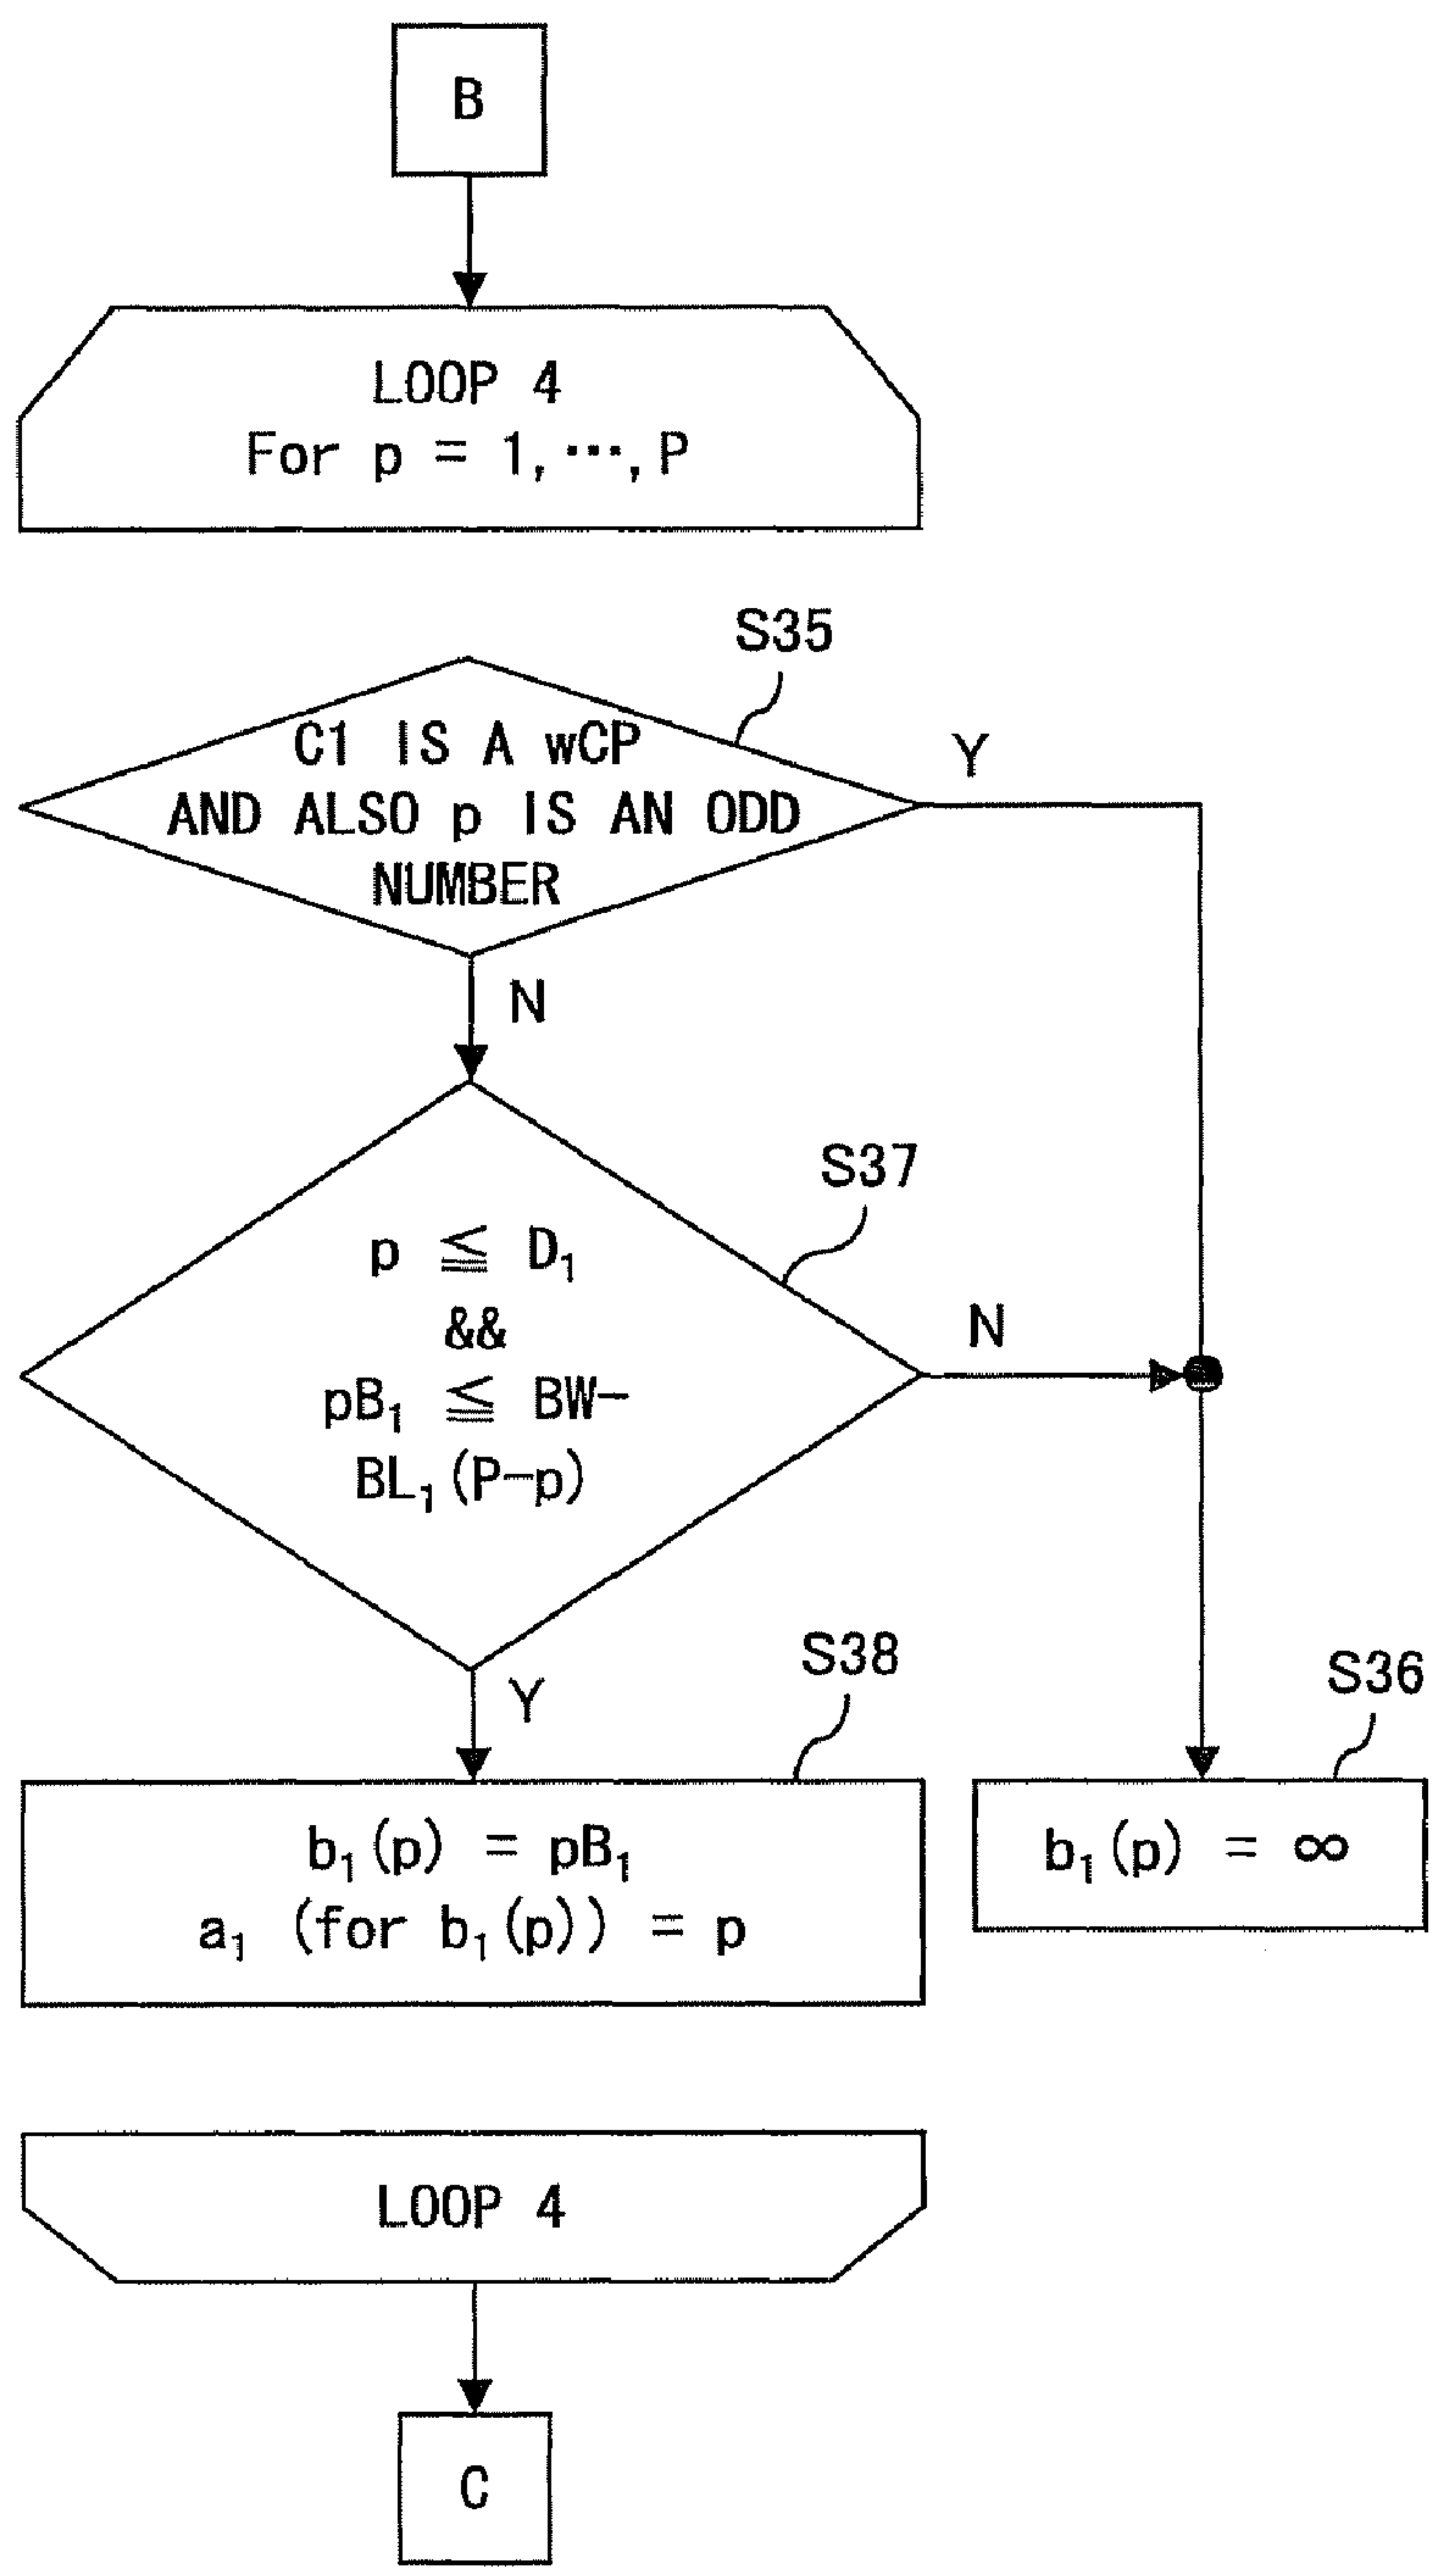 B
LOOP 4
For p = 1, ⋯, P
S35
C1 IS A wCP
AND ALSO p IS AN ODD
NUMBER
Y
N
S37
p ≦ D₁
&&
pB₁ ≦ BW-
BL₁(P-p)
N
Y
S38
S36
b₁(p) = pB₁
a₁ (for b₁(p)) = p
b₁(p) = ∞
LOOP 4
C